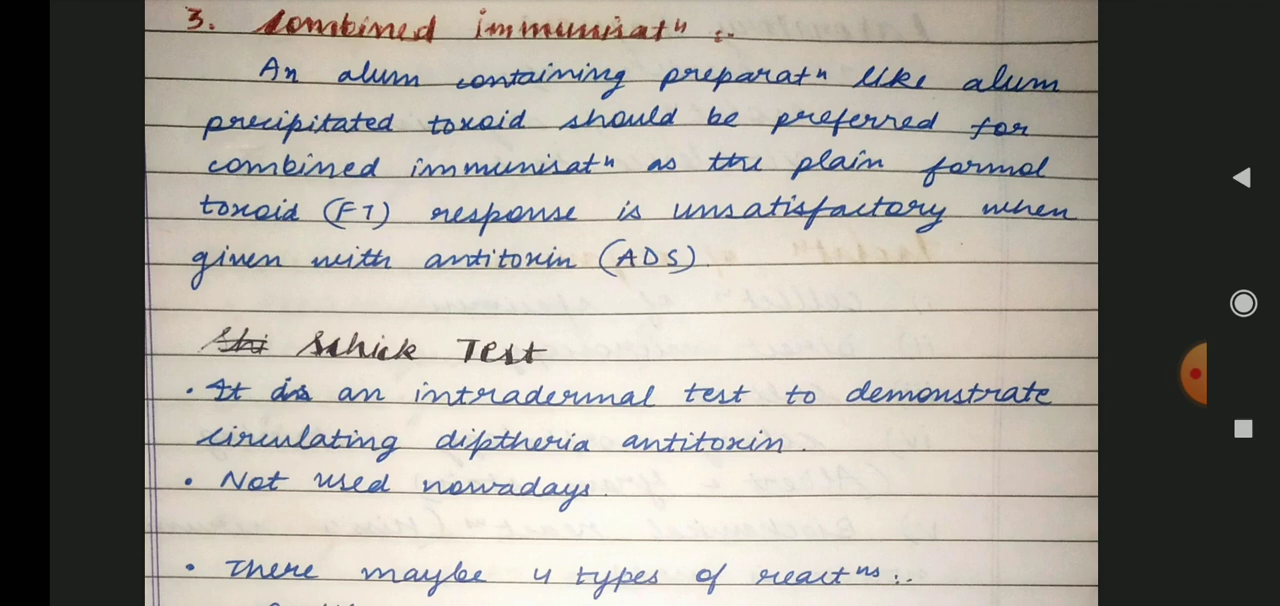 3. Combined immunisatⁿ :-
An alum containing preparatⁿ like alum
precipitated toxoid should be preferred for
combined immunisatⁿ as the plain formol
toxoid (FT) response is unsatisfactory when
given with antitoxin (ADS).
Schick Test
• It is an intradermal test to demonstrate
circulating diptheria antitoxin.
• Not used nowadays.
• There maybe 4 types of reactⁿˢ :-